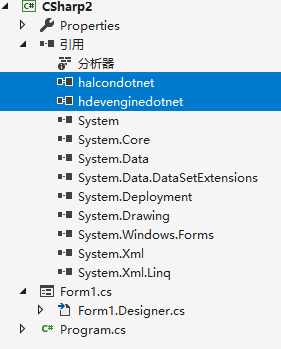 C# CSharp2
Properties
引用
分析器
halcondotnet
hdevenginedotnet
System
System.Core
System.Data
System.Data.DataSetExtensions
System.Deployment
System.Drawing
System.Windows.Forms
System.Xml
System.Xml.Linq
Form1.cs
Form1.Designer.cs
C# Program.cs